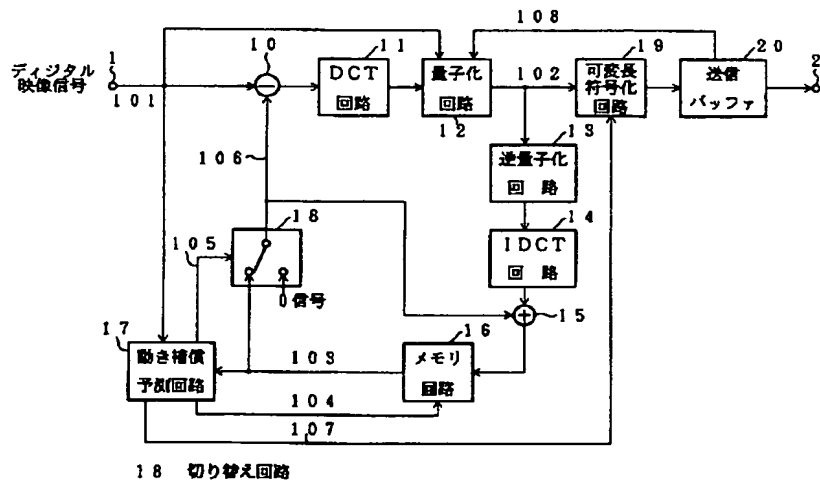 108
1
ディジタル
映像信号
101
10
11
DCT
回路
量子化
回路
12
102
19
可変長
符号化
回路
20
送信
バッファ
2
106
13
逆量子化
回路
14
IDCT
回路
15
18
105
0信号
17
動き補償
予測回路
103
16
メモリ
回路
104
107
18 切り替え回路